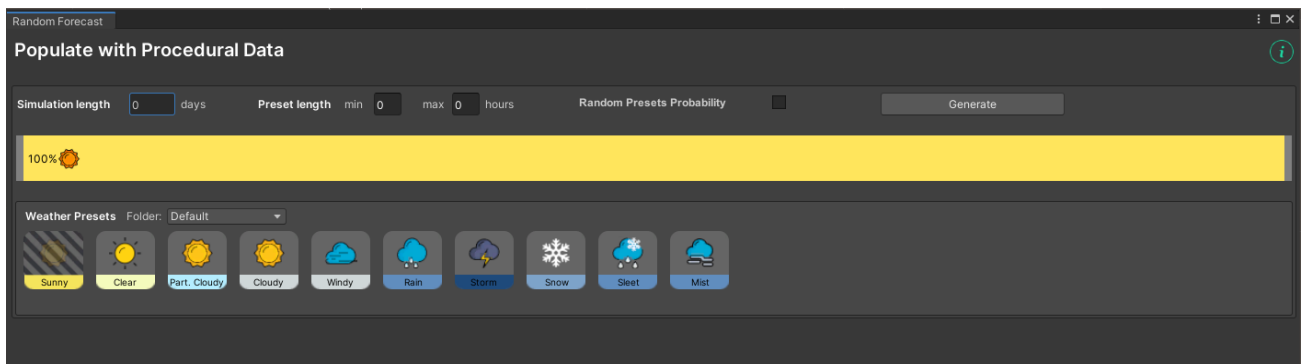 Random Forecast
Populate with Procedural Data
i
Simulation length 0 days Preset length min 0 max 0 hours Random Presets Probability Generate
100%
Weather Presets Folder: Default
Sunny Clear Part. Cloudy Cloudy Windy Rain Storm Snow Sleet Mist